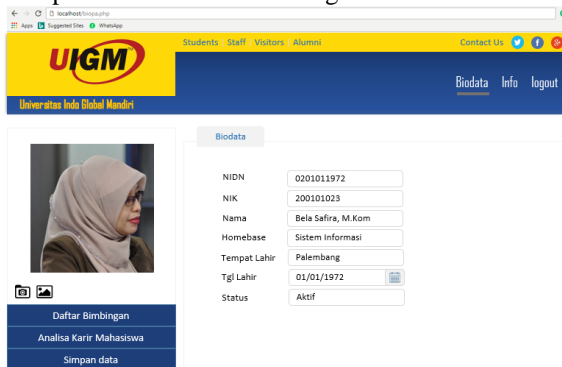 localhost/biopa.php
Apps Suggested Sites WhatsApp
Students Staff Visitors Alumni
Contact Us
UIGM
Biodata Info logout
Universitas Indo Global Mandiri
Biodata
NIDN 0201011972
NIK 200101023
Nama Bela Safira, M.Kom
Homebase Sistem Informasi
Tempat Lahir Palembang
Tgl Lahir 01/01/1972
Status Aktif
Daftar Bimbingan
Analisa Karir Mahasiswa
Simpan data